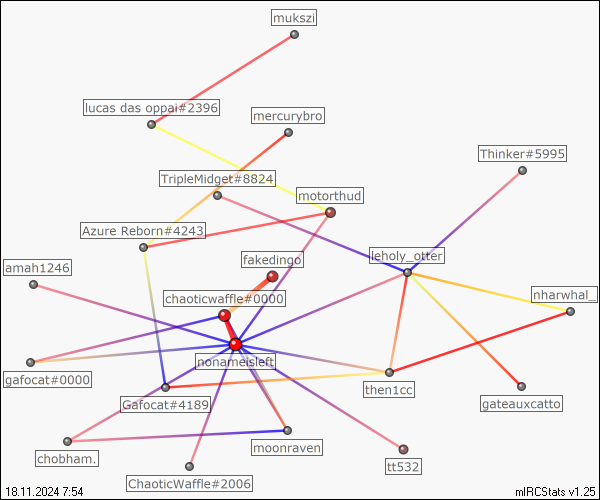 mukszi
lucas das oppai#2396
mercurybro
Thinker#5995
TripleMidget#8824
motorthud
Azure Reborn#4243
leholy_otter
fakedingo
amah1246
chaoticwaffle#0000
nharwhal_
nonameisleft
gafocat#0000
then1cc
Gafocat#4189
gateauxcatto
moonraven
chobham.
tt532
ChaoticWaffle#2006
18.11.2024 7:54
mIRCStats v1.25